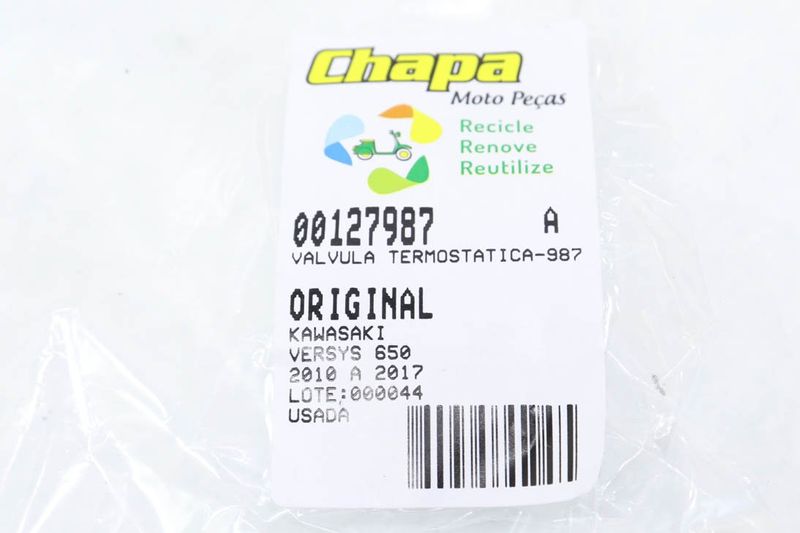 Chapa
Moto Peças
Recicle
Renove
Reutilize
00127987 A
VALVULA TERMOSTATICA-987
ORIGINAL
KAWASAKI
VERSYS 650
2010 A 2017
LOTE:000044
USADA